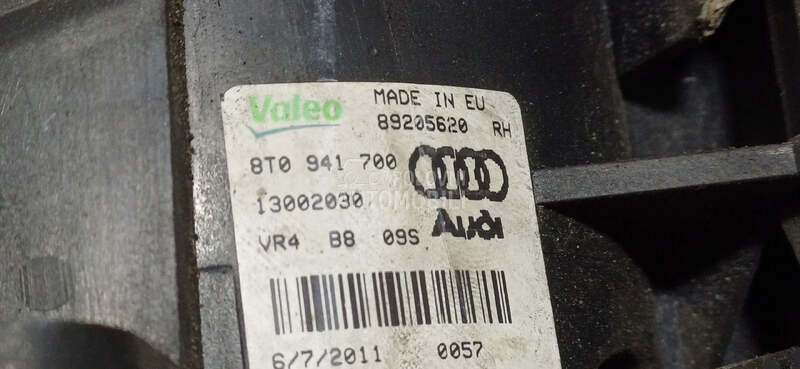 Valeo MADE IN EU
89205620 RH
8T0 941 700
13002030
VR4 B8 09S Audi
6/7/2011 0057